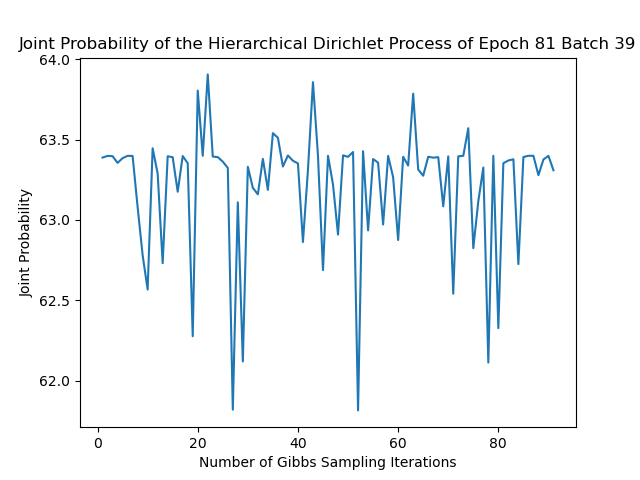 Joint Probability of the Hierarchical Dirichlet Process of Epoch 81 Batch 39
64.0
63.5
63.0
62.5
62.0
Joint Probability
0 20 40 60 80
Number of Gibbs Sampling Iterations